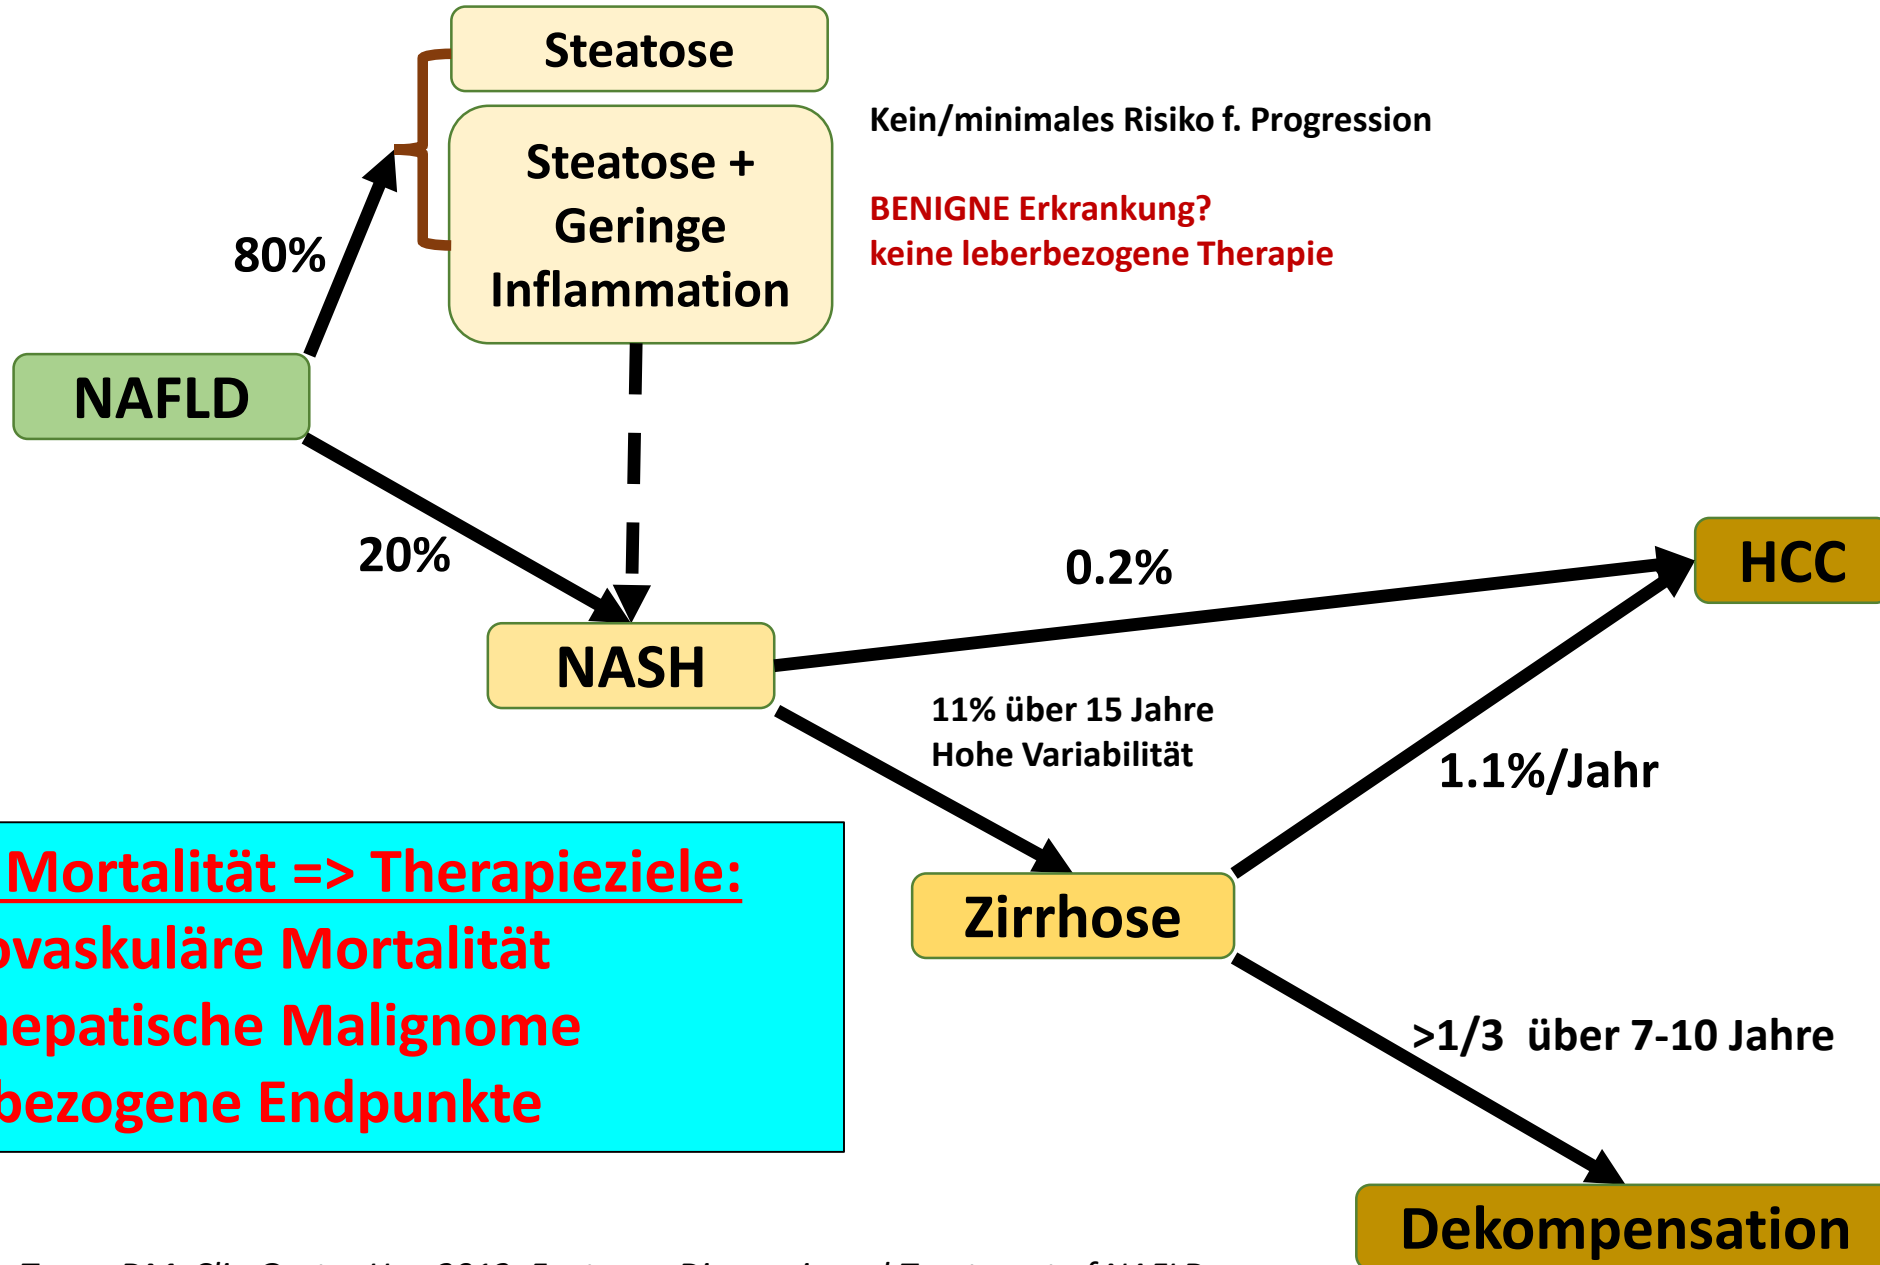 Steatose
Steatose +
Geringe
Inflammation
Kein/minimales Risiko f. Progression
BENIGNE Erkrankung?
keine leberbezogene Therapie
80%
NAFLD
20%
NASH
0.2%
HCC
11% über 15 Jahre
Hohe Variabilität
1.1%/Jahr
Mortalität => Therapieziele:
ovaskuläre Mortalität
hepatische Malignome
bezogene Endpunkte
Zirrhose
>1/3 über 7-10 Jahre
Dekompensation